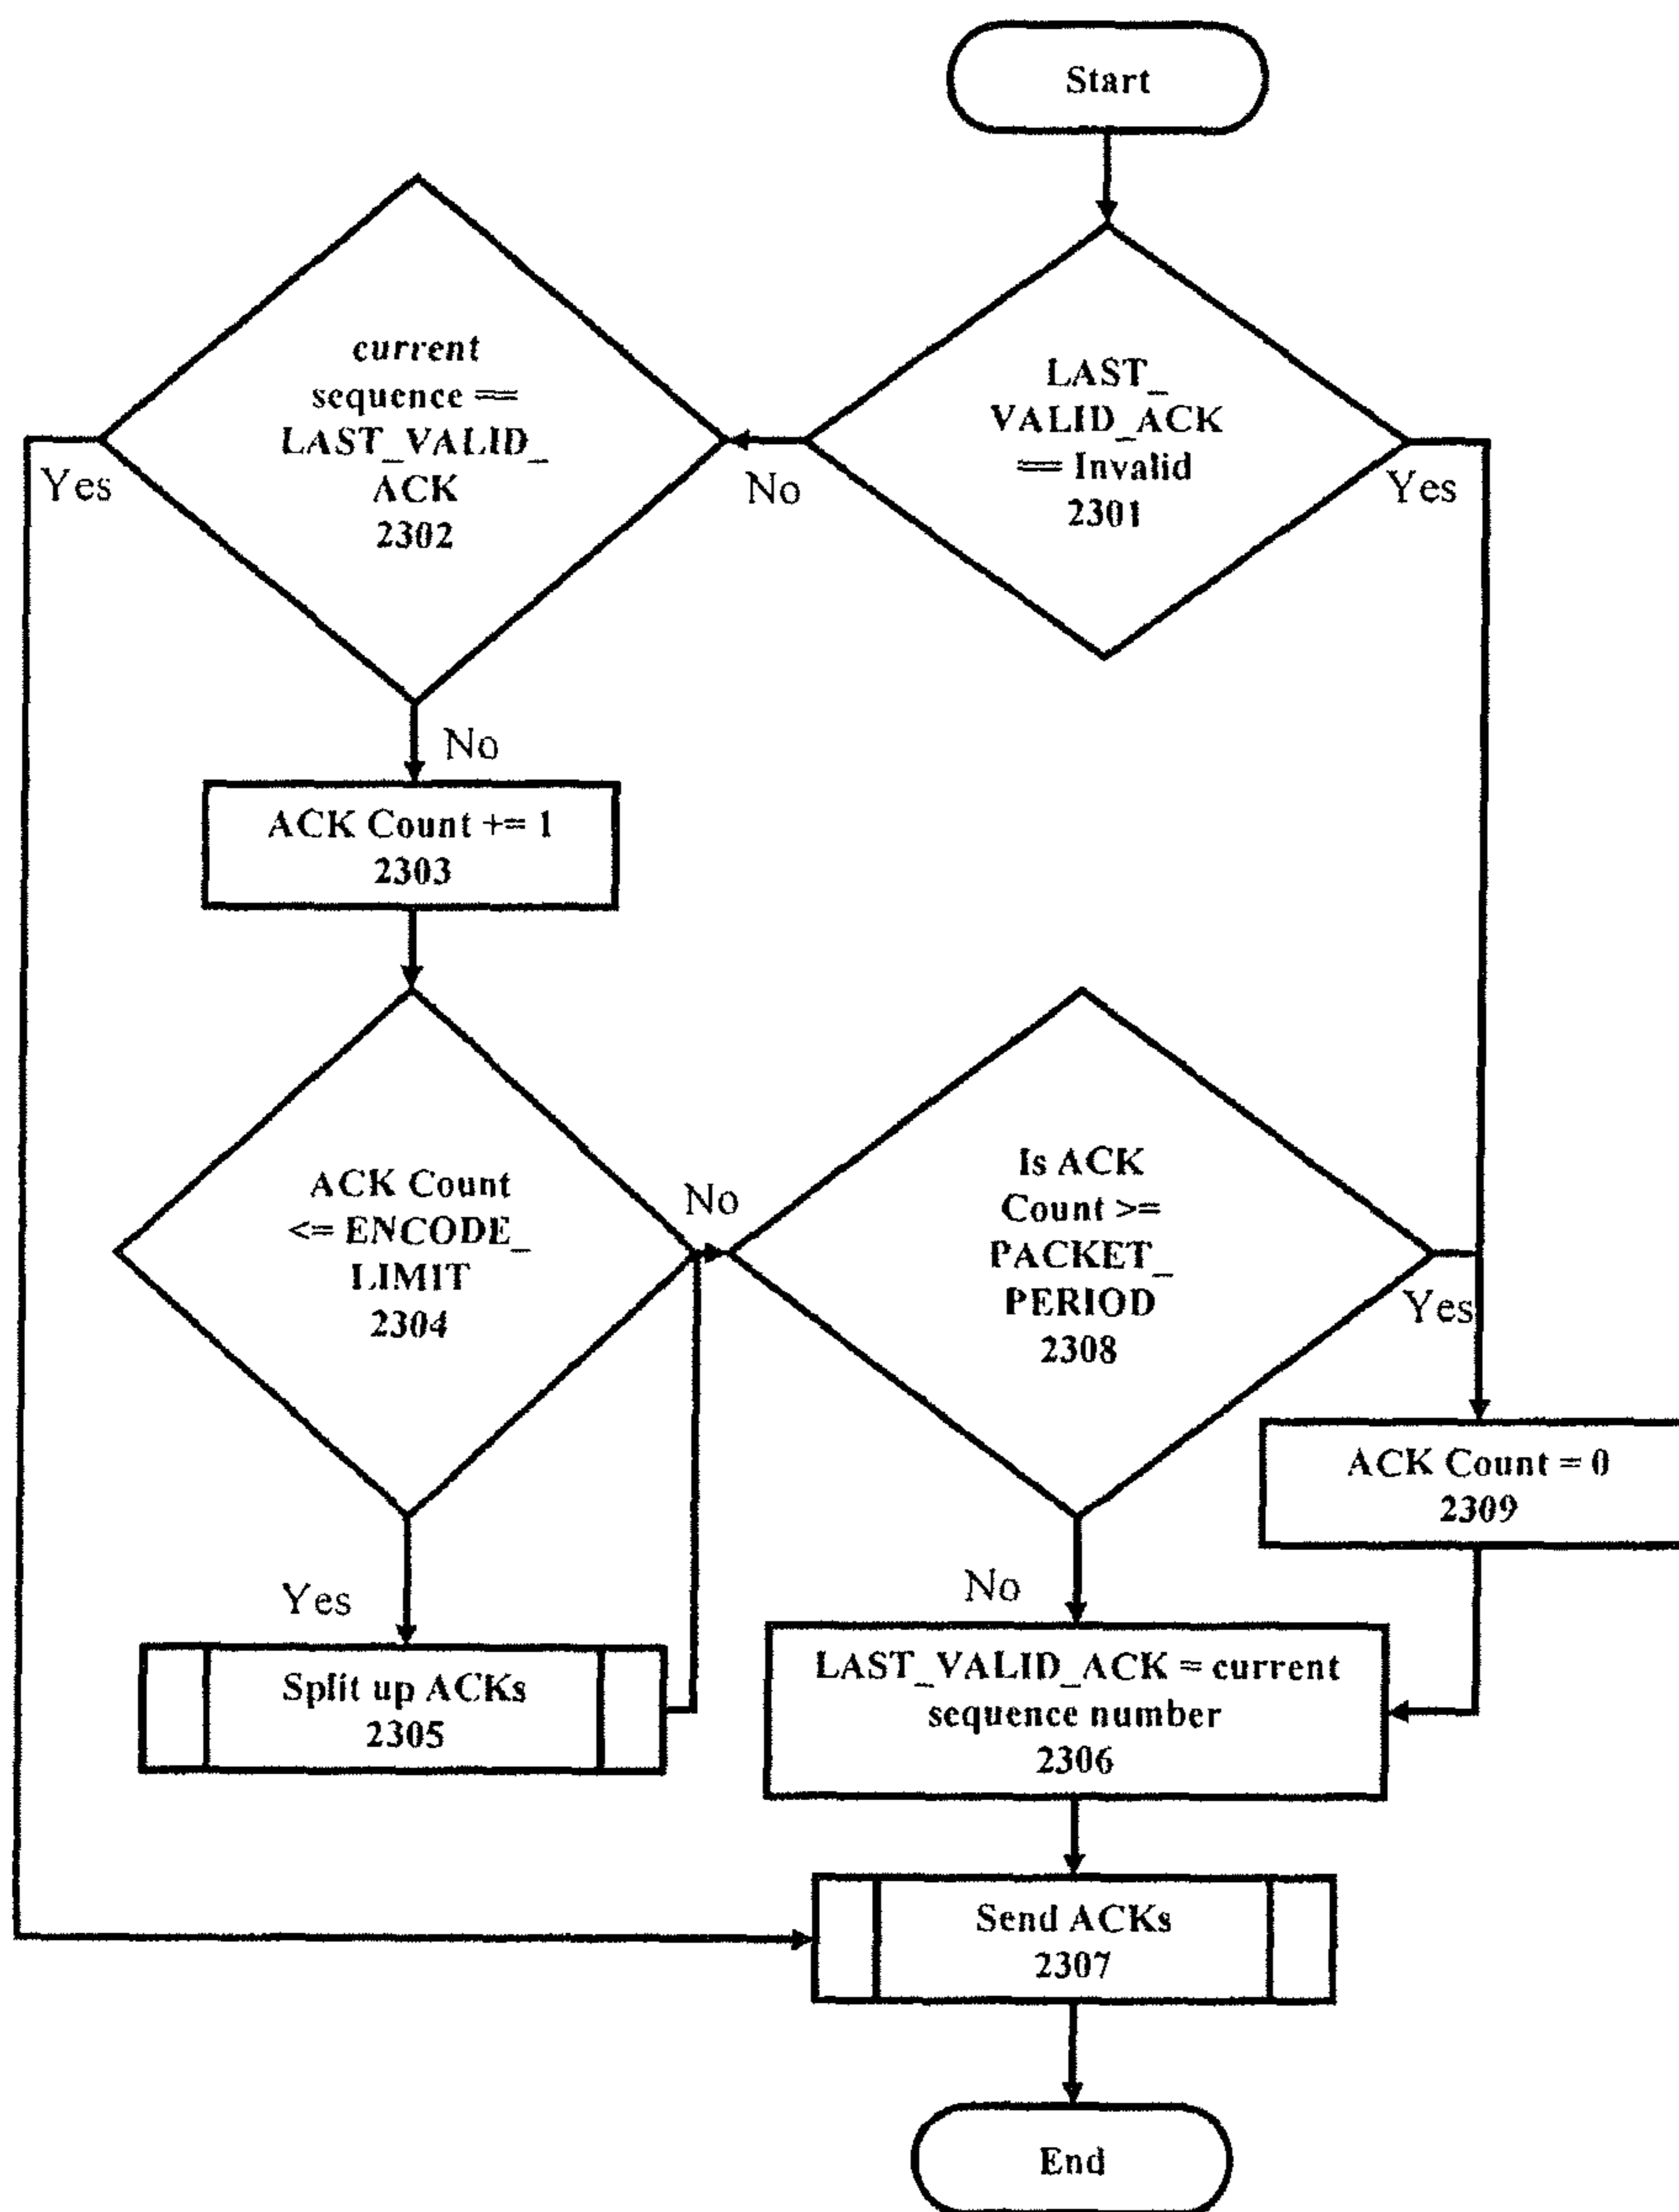 Start
LAST_
VALID_ACK
== Invalid
2301
Yes
No
current
sequence ==
LAST_VALID_
ACK
2302
Yes
No
ACK Count += 1
2303
ACK Count
<= ENCODE_
LIMIT
2304
No
Yes
Split up ACKs
2305
Is ACK
Count >=
PACKET_
PERIOD
2308
Yes
No
ACK Count = 0
2309
LAST_VALID_ACK = current
sequence number
2306
Send ACKs
2307
End